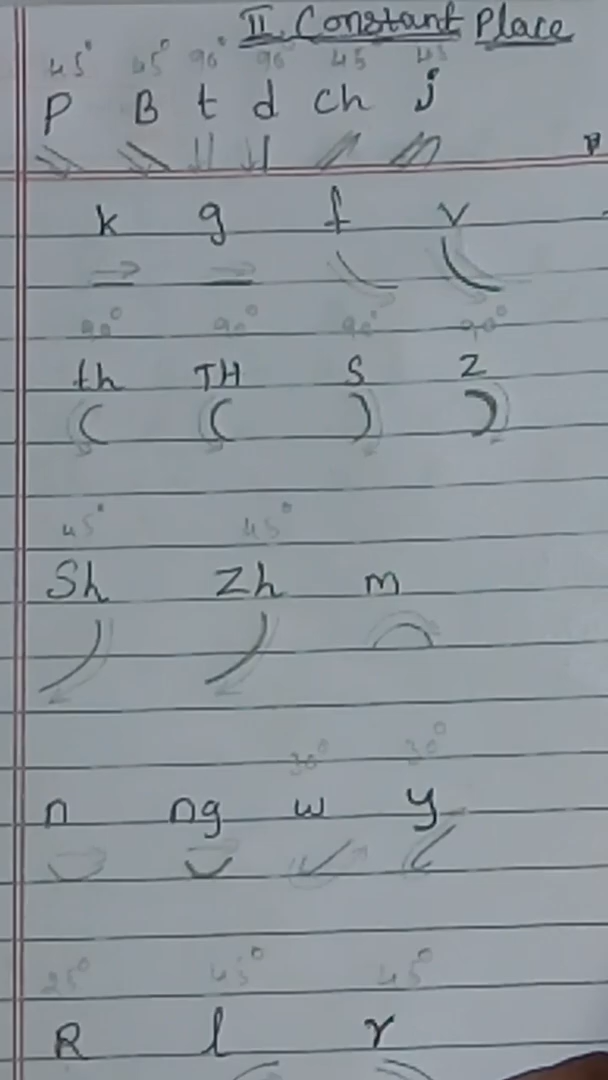 II. Constant Place
45° 45° 90° 90° 45 45
P B t d ch j
k g f v
90° 90° 90° 90°
th TH S Z
45° 45°
Sh Zh m
30° 30°
n ng w y
25° 45° 45°
R l r